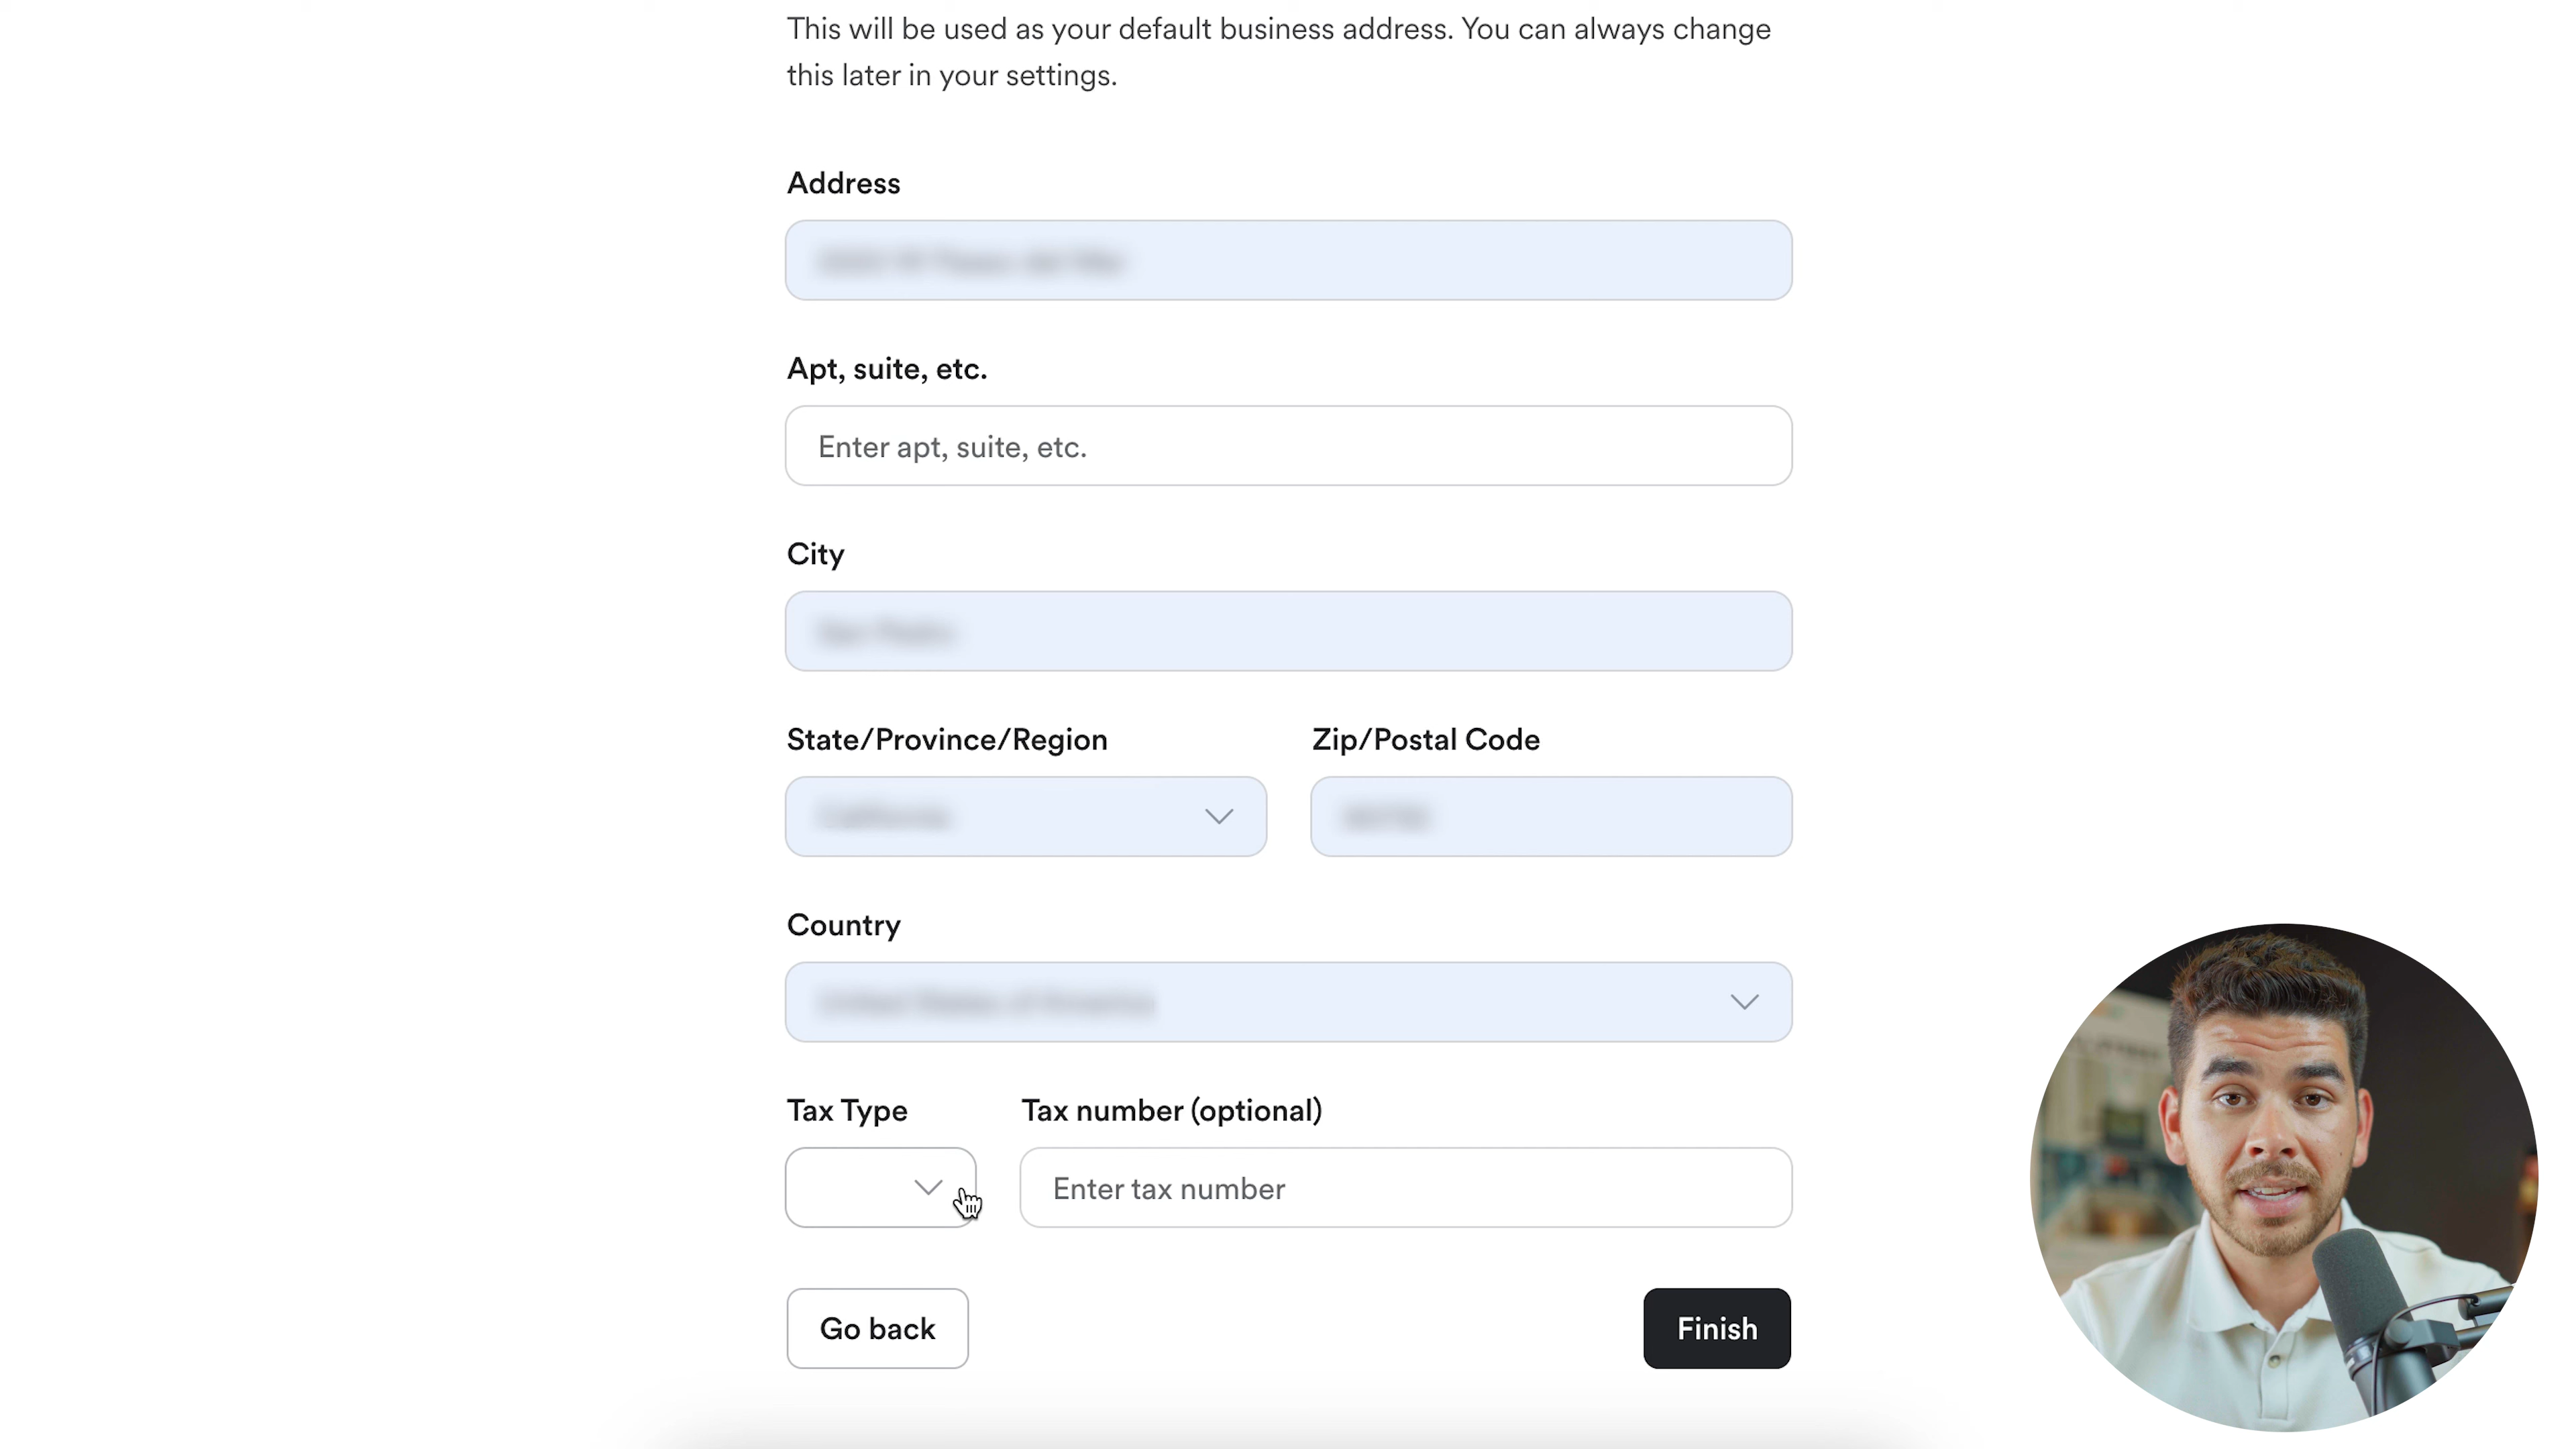 This will be used as your default business address. You can always change
this later in your settings.
Address
Apt, suite, etc.
Enter apt, suite, etc.
City
State/Province/Region
Zip/Postal Code
Country
Tax Type
Tax number (optional)
Enter tax number
Go back
Finish